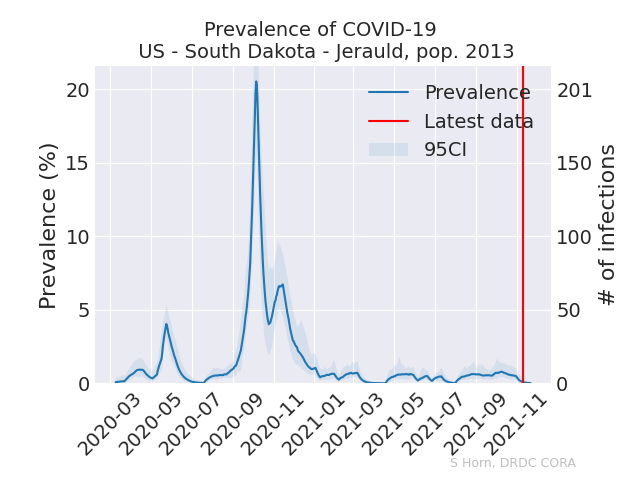 Prevalence of COVID-19
US - South Dakota - Jerauld, pop. 2013
Prevalence
Latest data
95CI
Prevalence (%)
20
15
10
5
0
201
150
100
50
0
# of infections
2020-03
2020-05
2020-07
2020-09
2020-11
2021-01
2021-03
2021-05
2021-07
2021-09
2021-11
S Horn, DRDC CORA